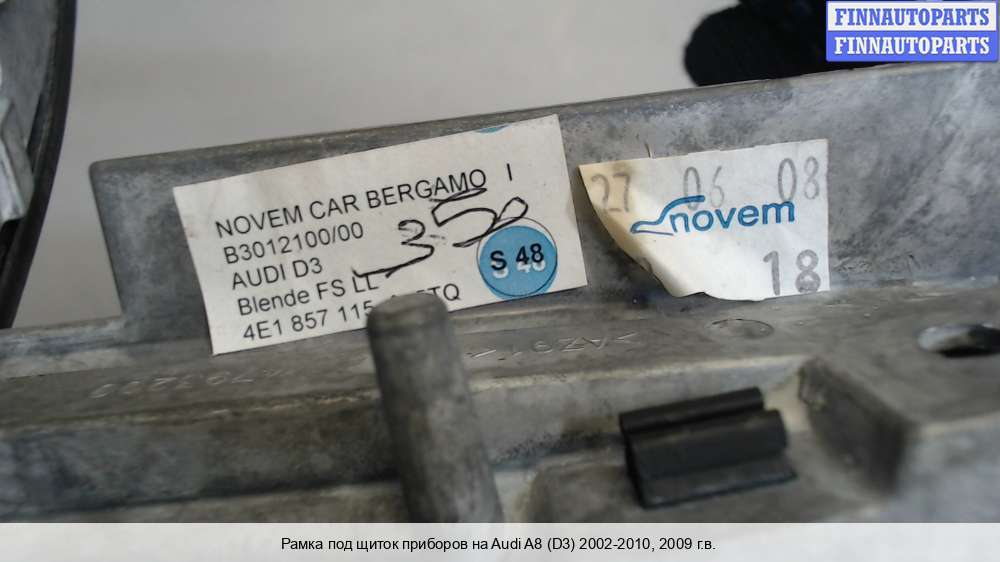 FINNAUTOPARTS
FINNAUTOPARTS
NOVEM CAR BERGAMO I
B3012100/00
AUDI D3
Blende FS LL
4E1 857 115
TQ
350
S 48
27 06 08
novem
18
Рамка под щиток приборов на Audi A8 (D3) 2002-2010, 2009 г.в.